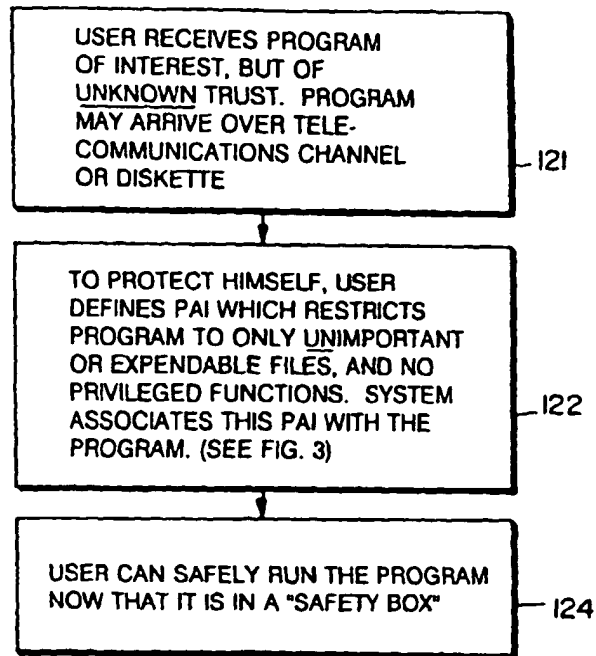 USER RECEIVES PROGRAM
OF INTEREST, BUT OF
UNKNOWN TRUST. PROGRAM
MAY ARRIVE OVER TELE-
COMMUNICATIONS CHANNEL
OR DISKETTE
121
TO PROTECT HIMSELF, USER
DEFINES PAI WHICH RESTRICTS
PROGRAM TO ONLY UNIMPORTANT
OR EXPENDABLE FILES, AND NO
PRIVILEGED FUNCTIONS. SYSTEM
ASSOCIATES THIS PAI WITH THE
PROGRAM. (SEE FIG. 3)
122
USER CAN SAFELY RUN THE PROGRAM
NOW THAT IT IS IN A "SAFETY BOX"
124